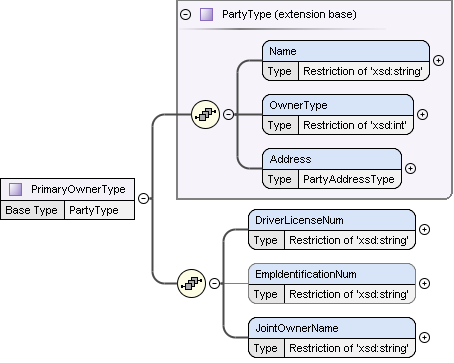 PartyType (extension base)
Name
Type Restriction of 'xsd:string'
OwnerType
Type Restriction of 'xsd:int'
Address
Type PartyAddressType
PrimaryOwnerType
Base Type PartyType
DriverLicenseNum
Type Restriction of 'xsd:string'
EmpIdentificationNum
Type Restriction of 'xsd:string'
JointOwnerName
Type Restriction of 'xsd:string'